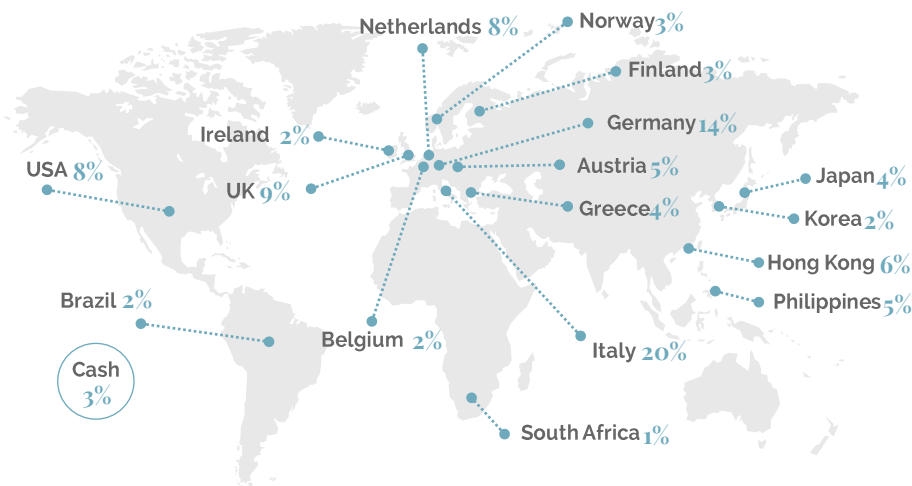 Netherlands 8%
Norway 3%
Finland 3%
Germany 14%
Ireland 2%
Austria 5%
USA 8%
UK 9%
Japan 4%
Greece 4%
Korea 2%
Hong Kong 6%
Brazil 2%
Philippines 5%
Belgium 2%
Italy 20%
Cash
3%
South Africa 1%